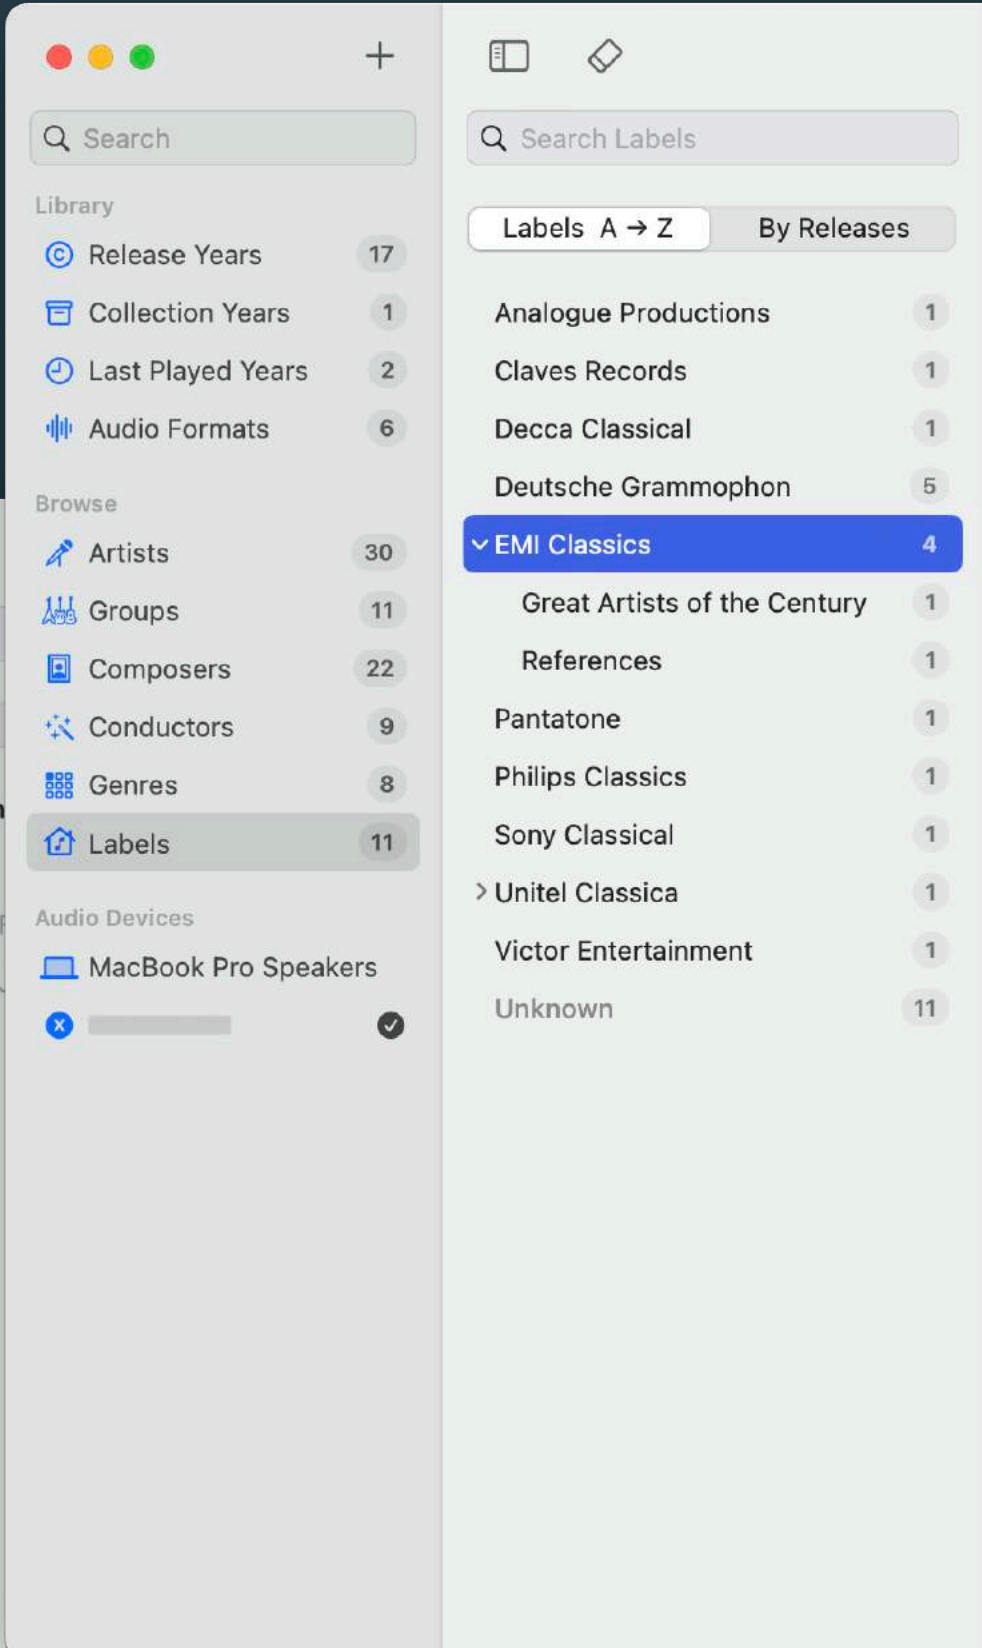 Search
Library
Release Years 17
Collection Years 1
Last Played Years 2
Audio Formats 6
Browse
Artists 30
Groups 11
Composers 22
Conductors 9
Genres 8
Labels 11
Audio Devices
MacBook Pro Speakers
Search Labels
Labels A → Z
By Releases
Analogue Productions 1
Claves Records 1
Decca Classical 1
Deutsche Grammophon 5
EMI Classics 4
Great Artists of the Century 1
References 1
Pantatone 1
Philips Classics 1
Sony Classical 1
Unitel Classica 1
Victor Entertainment 1
Unknown 11